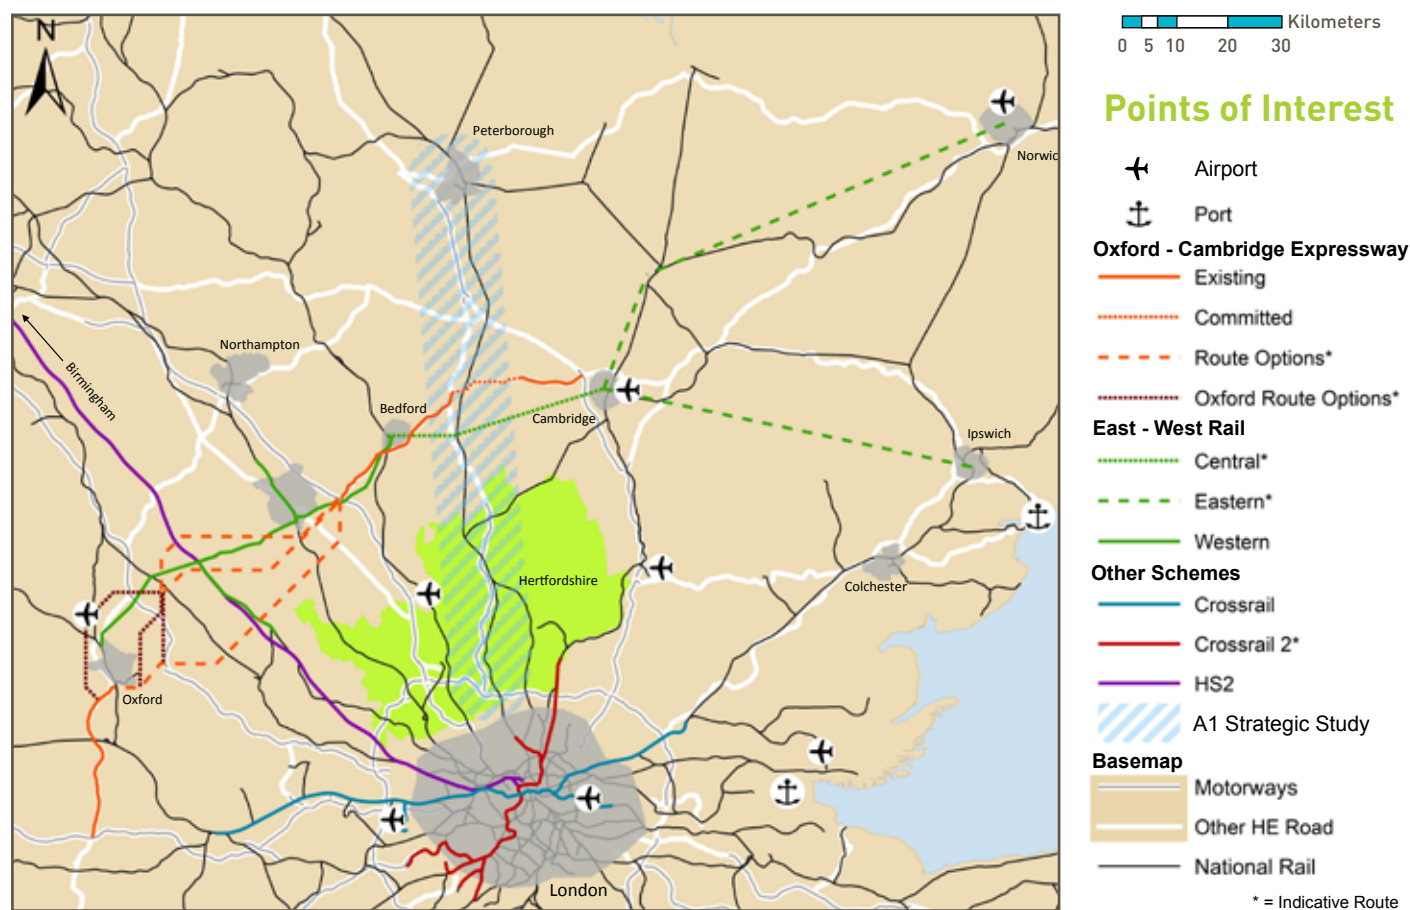 N
Peterborough
Norwic
Northampton
Birmingham
Bedford
Cambridge
Ipswich
Hertfordshire
Colchester
Oxford
London
Kilometers
0 5 10 20 30
Points of Interest
Airport
Port
Oxford - Cambridge Expressway
Existing
Committed
Route Options*
Oxford Route Options*
East - West Rail
Central*
Eastern*
Western
Other Schemes
Crossrail
Crossrail 2*
HS2
A1 Strategic Study
Basemap
Motorways
Other HE Road
National Rail
* = Indicative Route